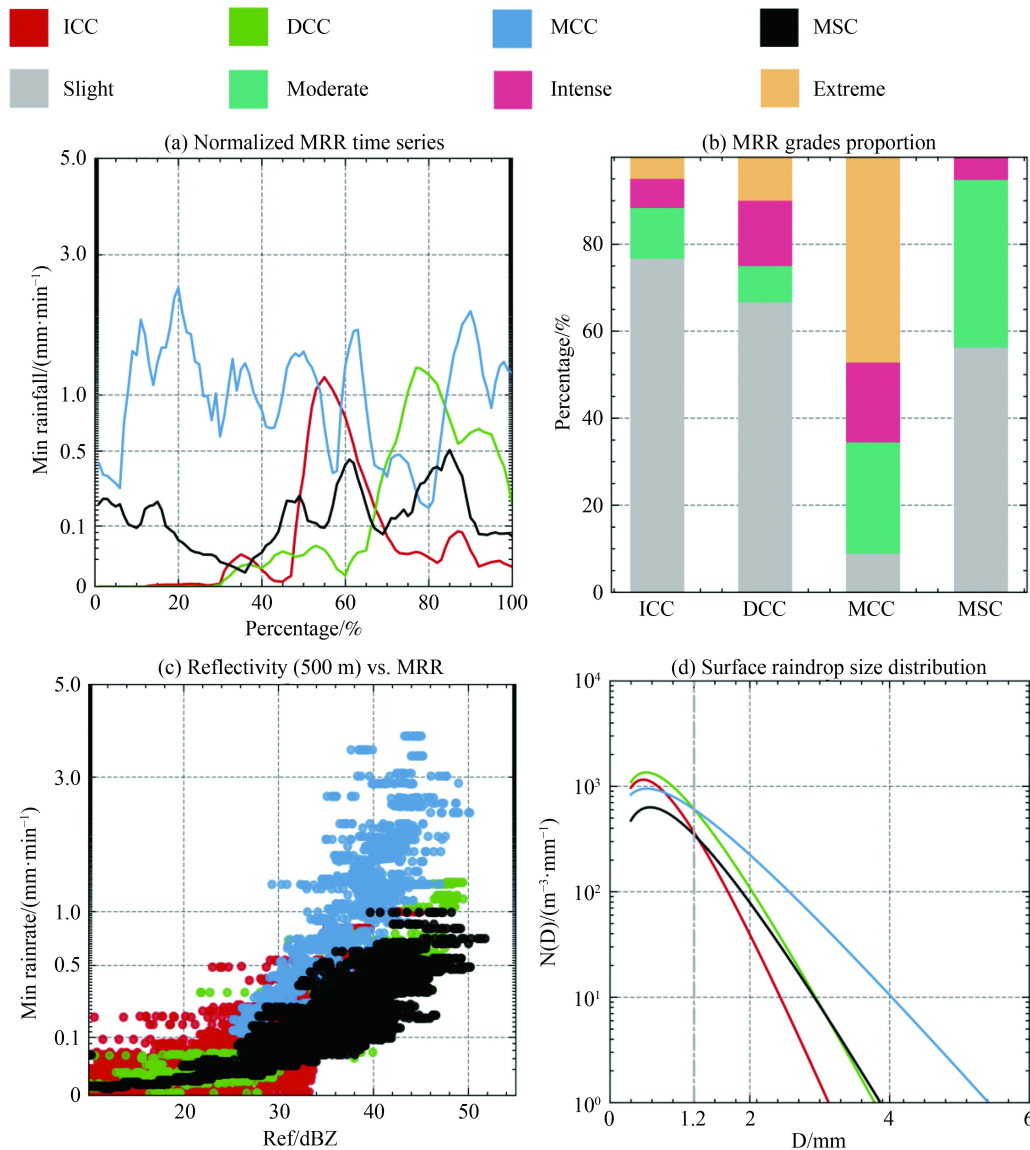 ICC DCC MCC MSC
Slight Moderate Intense Extreme
(a) Normalized MRR time series
5.0
3.0
1.0
0.5
0.1
0
Min rainfall/(mm·min⁻¹)
0 20 40 60 80 100
Percentage/%
(b) MRR grades proportion
80
60
40
20
0
Percentage/%
ICC DCC MCC MSC
(c) Reflectivity (500 m) vs. MRR
5.0
3.0
1.0
0.5
0.1
0
Min rainrate/(mm·min⁻¹)
20 30 40 50
Ref/dBZ
(d) Surface raindrop size distribution
10⁴
10³
10²
10¹
10⁰
N(D)/(m⁻³·mm⁻¹)
0 1.2 2 4 6
D/mm